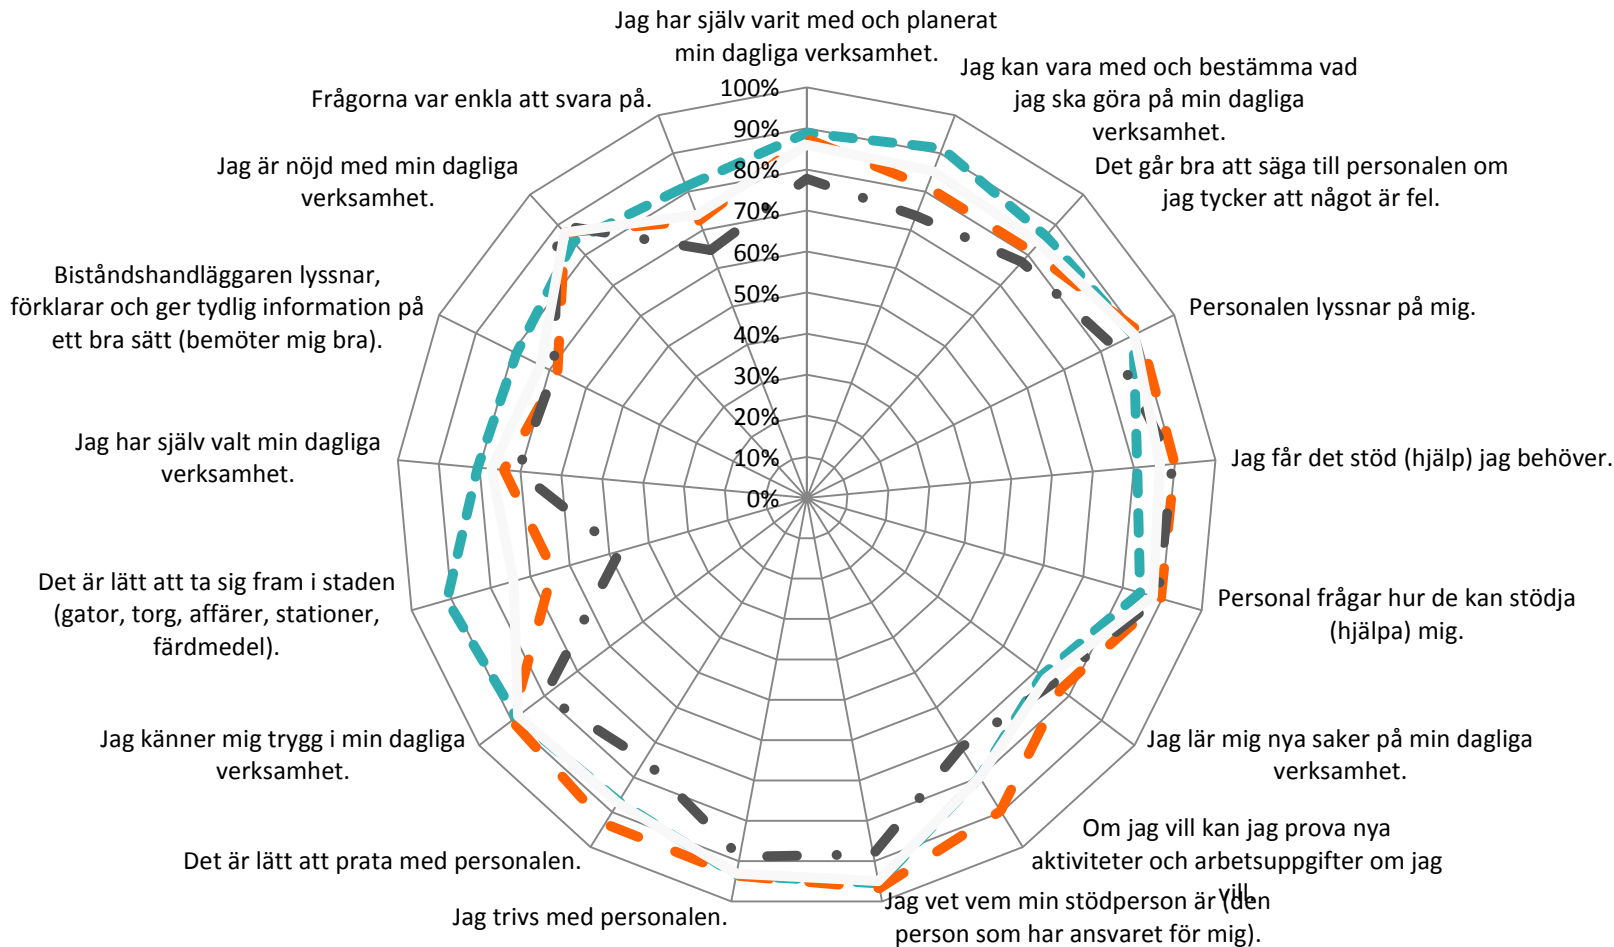 Jag har själv varit med och planerat
min dagliga verksamhet.
Jag kan vara med och bestämma vad
jag ska göra på min dagliga
verksamhet.
Det går bra att säga till personalen om
jag tycker att något är fel.
Personalen lyssnar på mig.
Jag får det stöd (hjälp) jag behöver.
Personal frågar hur de kan stödja
(hjälpa) mig.
Jag lär mig nya saker på min dagliga
verksamhet.
Om jag vill kan jag prova nya
aktiviteter och arbetsuppgifter om jag
vill.
Jag vet vem min stödperson är (den
person som har ansvaret för mig).
Jag trivs med personalen.
Det är lätt att prata med personalen.
Jag känner mig trygg i min dagliga
verksamhet.
Det är lätt att ta sig fram i staden
(gator, torg, affärer, stationer,
färdmedel).
Jag har själv valt min dagliga
verksamhet.
Biståndshandläggaren lyssnar,
förklarar och ger tydlig information på
ett bra sätt (bemöter mig bra).
Jag är nöjd med min dagliga
verksamhet.
Frågorna var enkla att svara på.
100%
90%
80%
70%
60%
50%
40%
30%
20%
10%
0%